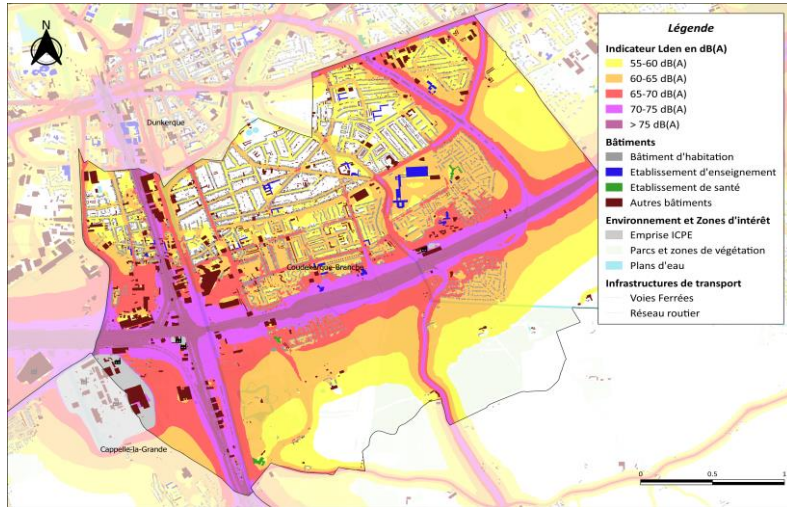 N
Dunkerque
Coudekerque-Branche
Cappelle-la-Grande
Légende
Indicateur Lden en dB(A)
55-60 dB(A)
60-65 dB(A)
65-70 dB(A)
70-75 dB(A)
> 75 dB(A)
Bâtiments
Bâtiment d'habitation
Etablissement d'enseignement
Etablissement de santé
Autres bâtiments
Environnement et Zones d'intérêt
Emprise ICPE
Parcs et zones de végétation
Plans d'eau
Infrastructures de transport
Voies Ferrées
Réseau routier
0 0.5 1